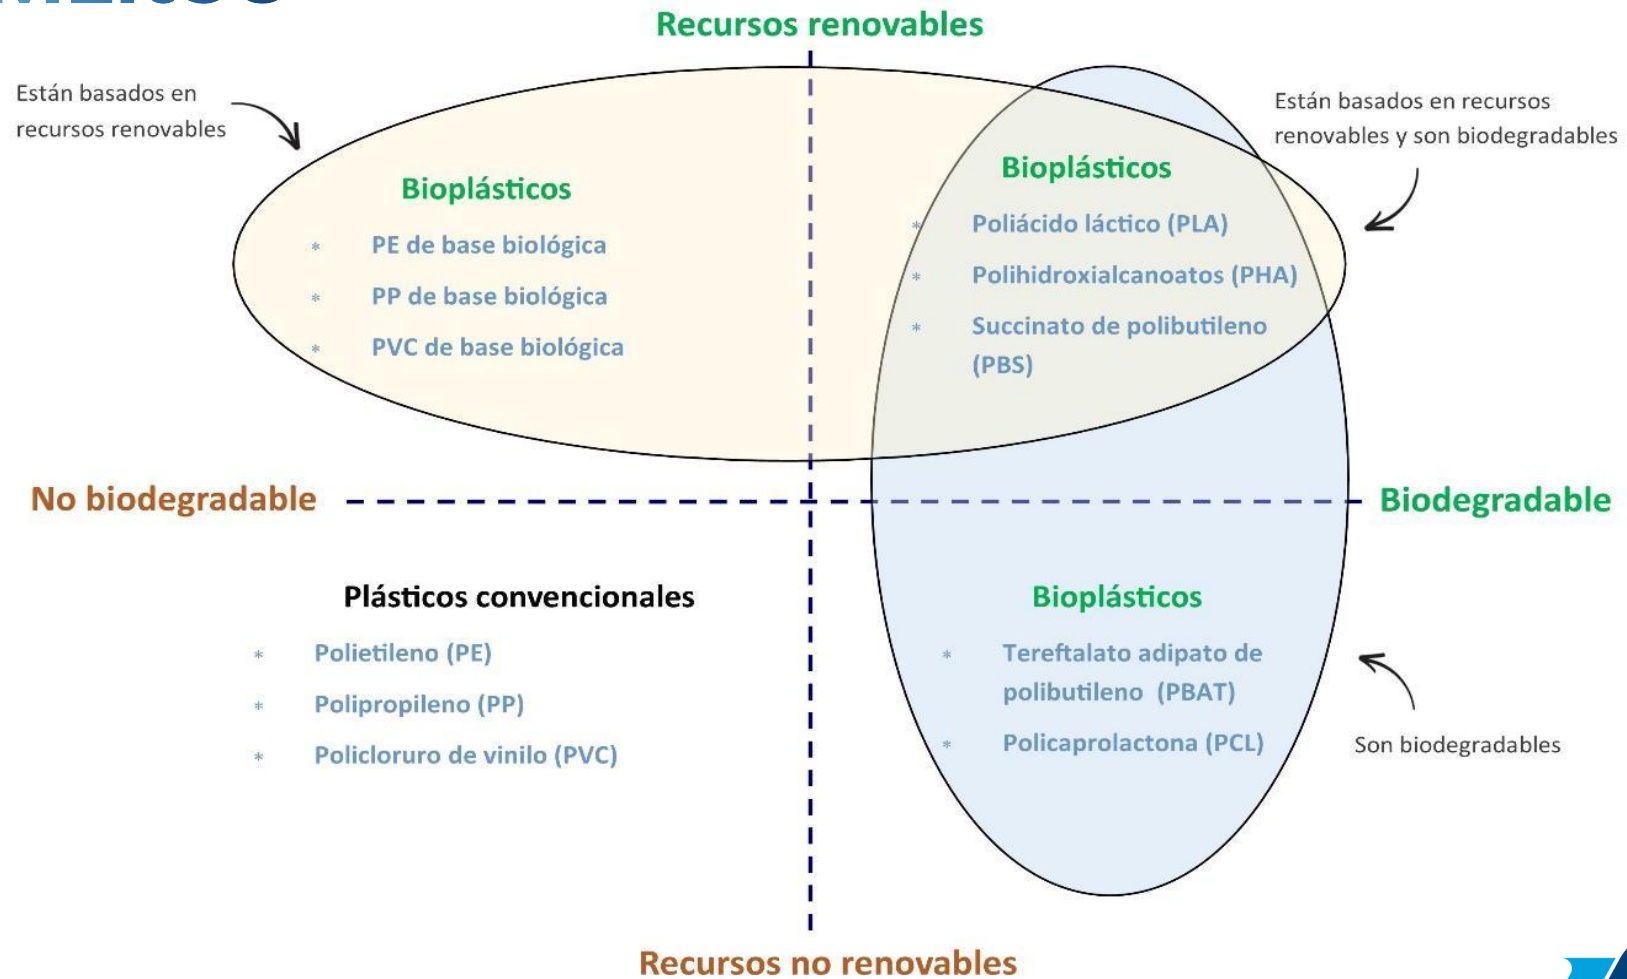 Recursos renovables
Están basados en
recursos renovables
Están basados en recursos
renovables y son biodegradables
Bioplásticos
* PE de base biológica
* PP de base biológica
* PVC de base biológica
Bioplásticos
* Poliácido láctico (PLA)
* Polihidroxialcanoatos (PHA)
* Succinato de polibutileno
(PBS)
No biodegradable
Biodegradable
Plásticos convencionales
* Polietileno (PE)
* Polipropileno (PP)
* Policloruro de vinilo (PVC)
Bioplásticos
* Tereftalato adipato de
polibutileno (PBAT)
* Policaprolactona (PCL)
Son biodegradables
Recursos no renovables